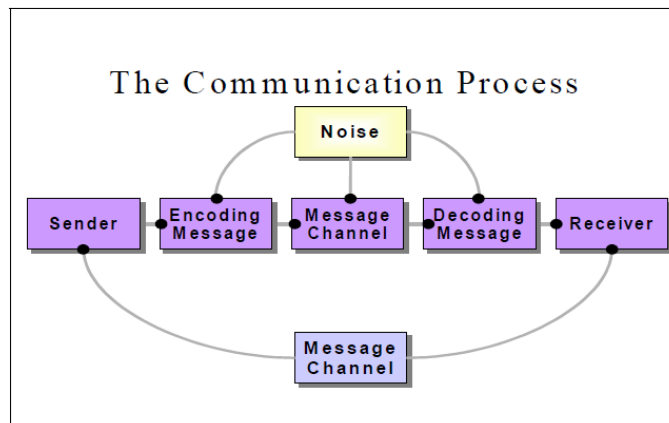 The Communication Process
Noise
Sender
Encoding
Message
Message
Channel
Decoding
Message
Receiver
Message
Channel